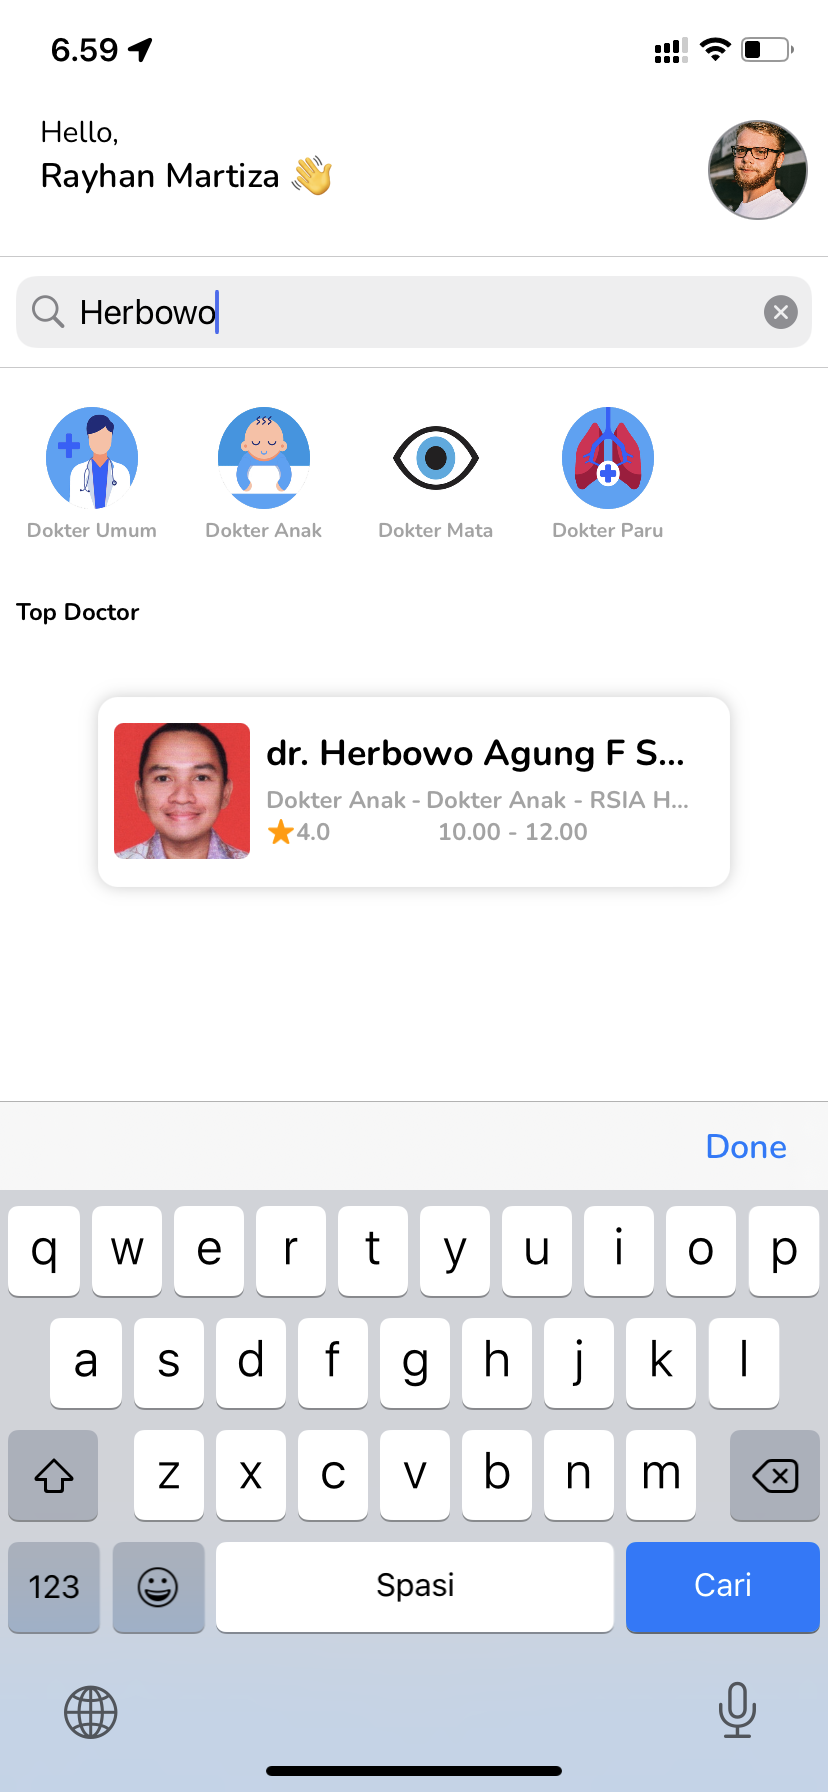 6.59
Hello,
Rayhan Martiza 👋
Herbowo
Dokter Umum
Dokter Anak
Dokter Mata
Dokter Paru
Top Doctor
dr. Herbowo Agung F S...
Dokter Anak - Dokter Anak - RSIA H...
4.0 10.00 - 12.00
Done
q w e r t y u i o p
a s d f g h j k l
z x c v b n m
123 Spasi Cari